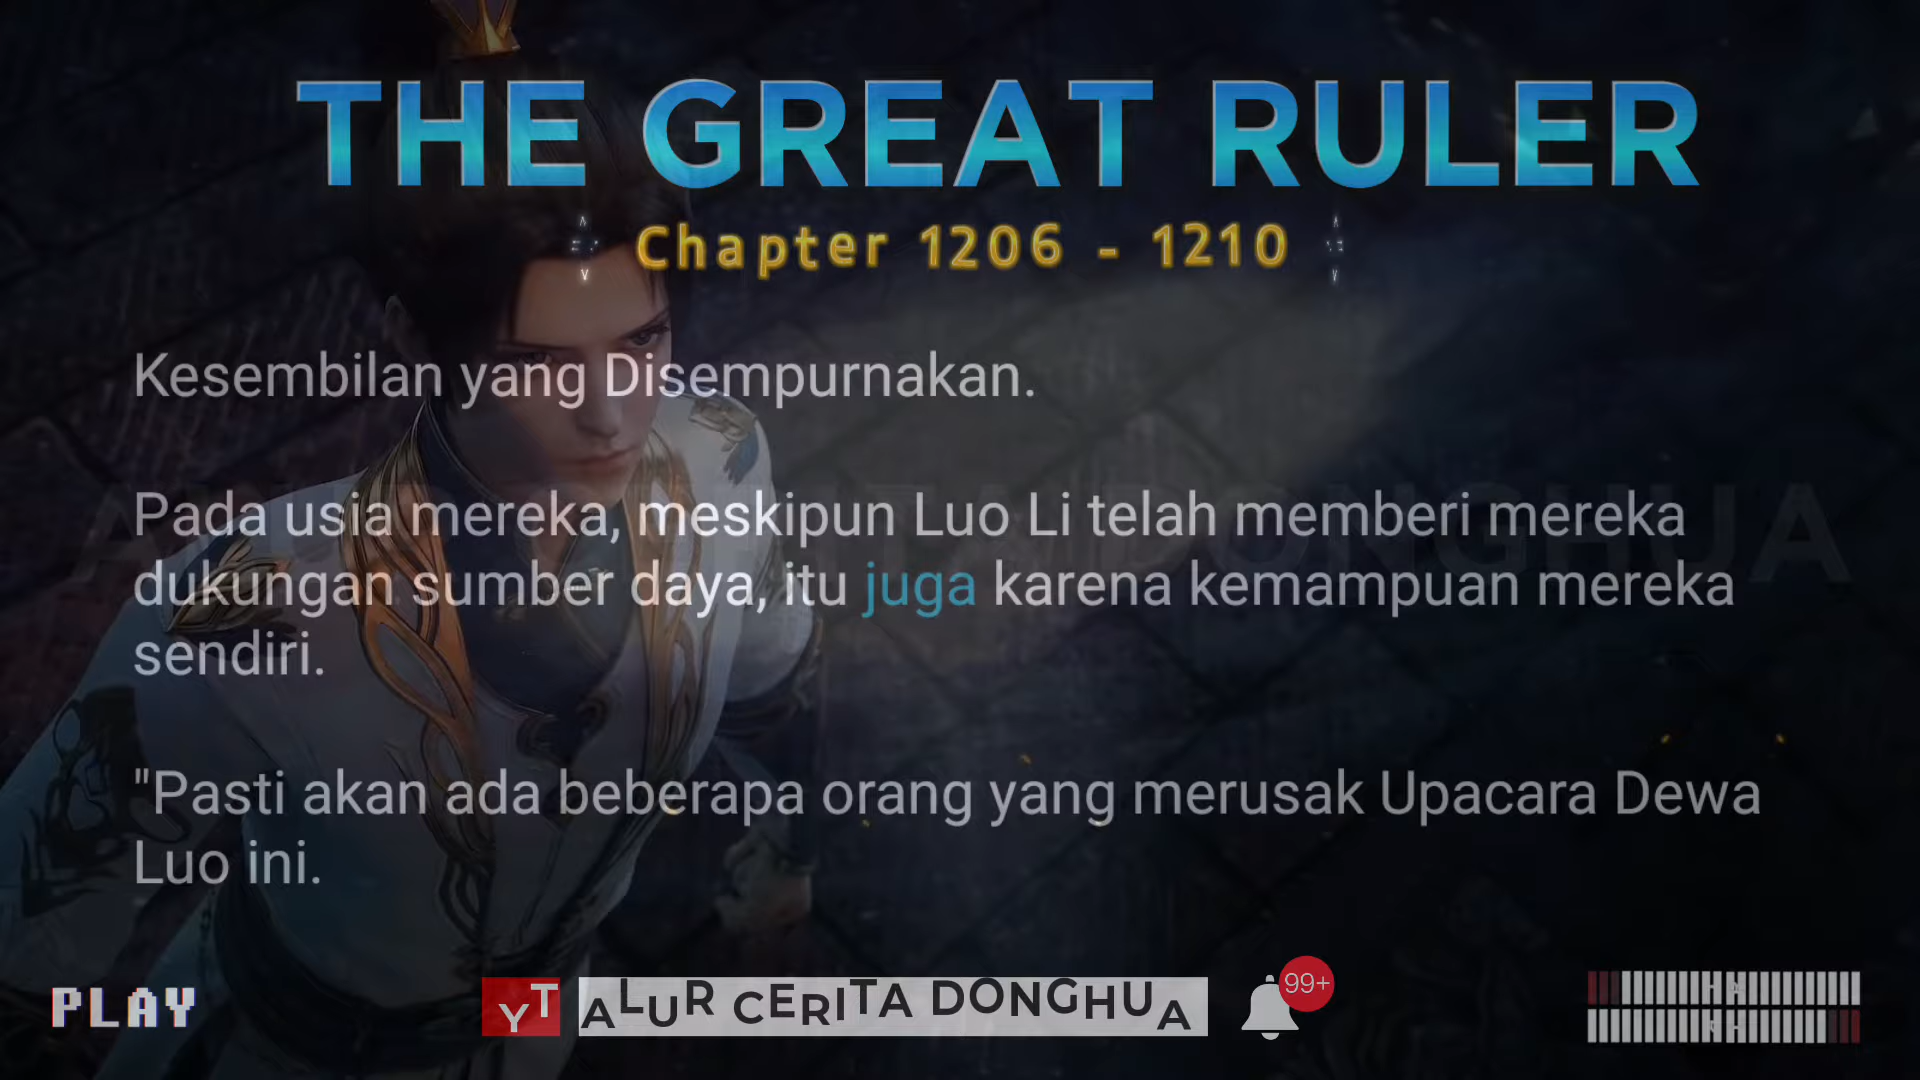 THE GREAT RULER
Chapter 1206 - 1210
Kesembilan yang Disempurnakan.
Pada usia mereka, meskipun Luo Li telah memberi mereka
dukungan sumber daya, itu juga karena kemampuan mereka
sendiri.
"Pasti akan ada beberapa orang yang merusak Upacara Dewa
Luo ini.
PLAY
YT ALUR CERITA DONGHUA
99+